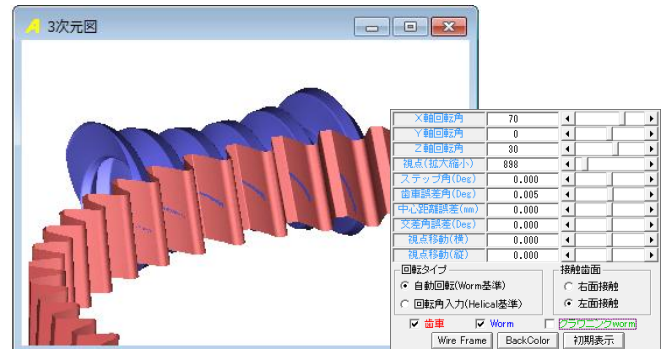 3次元図
X軸回転角 70
Y軸回転角 0
Z軸回転角 30
視点(拡大縮小) 898
ステップ角(Deg) 0.000
歯車誤差角(Deg) 0.005
中心距離誤差(mm) 0.000
交差角誤差(Deg) 0.000
視点移動(横) 0.000
視点移動(縦) 0.000
回転タイプ 接触歯面
自動回転(Worm基準) 右面接触
回転角入力(Helical基準) 左面接触
歯車 Worm クラウニングworm
Wire Frame BackColor 初期表示